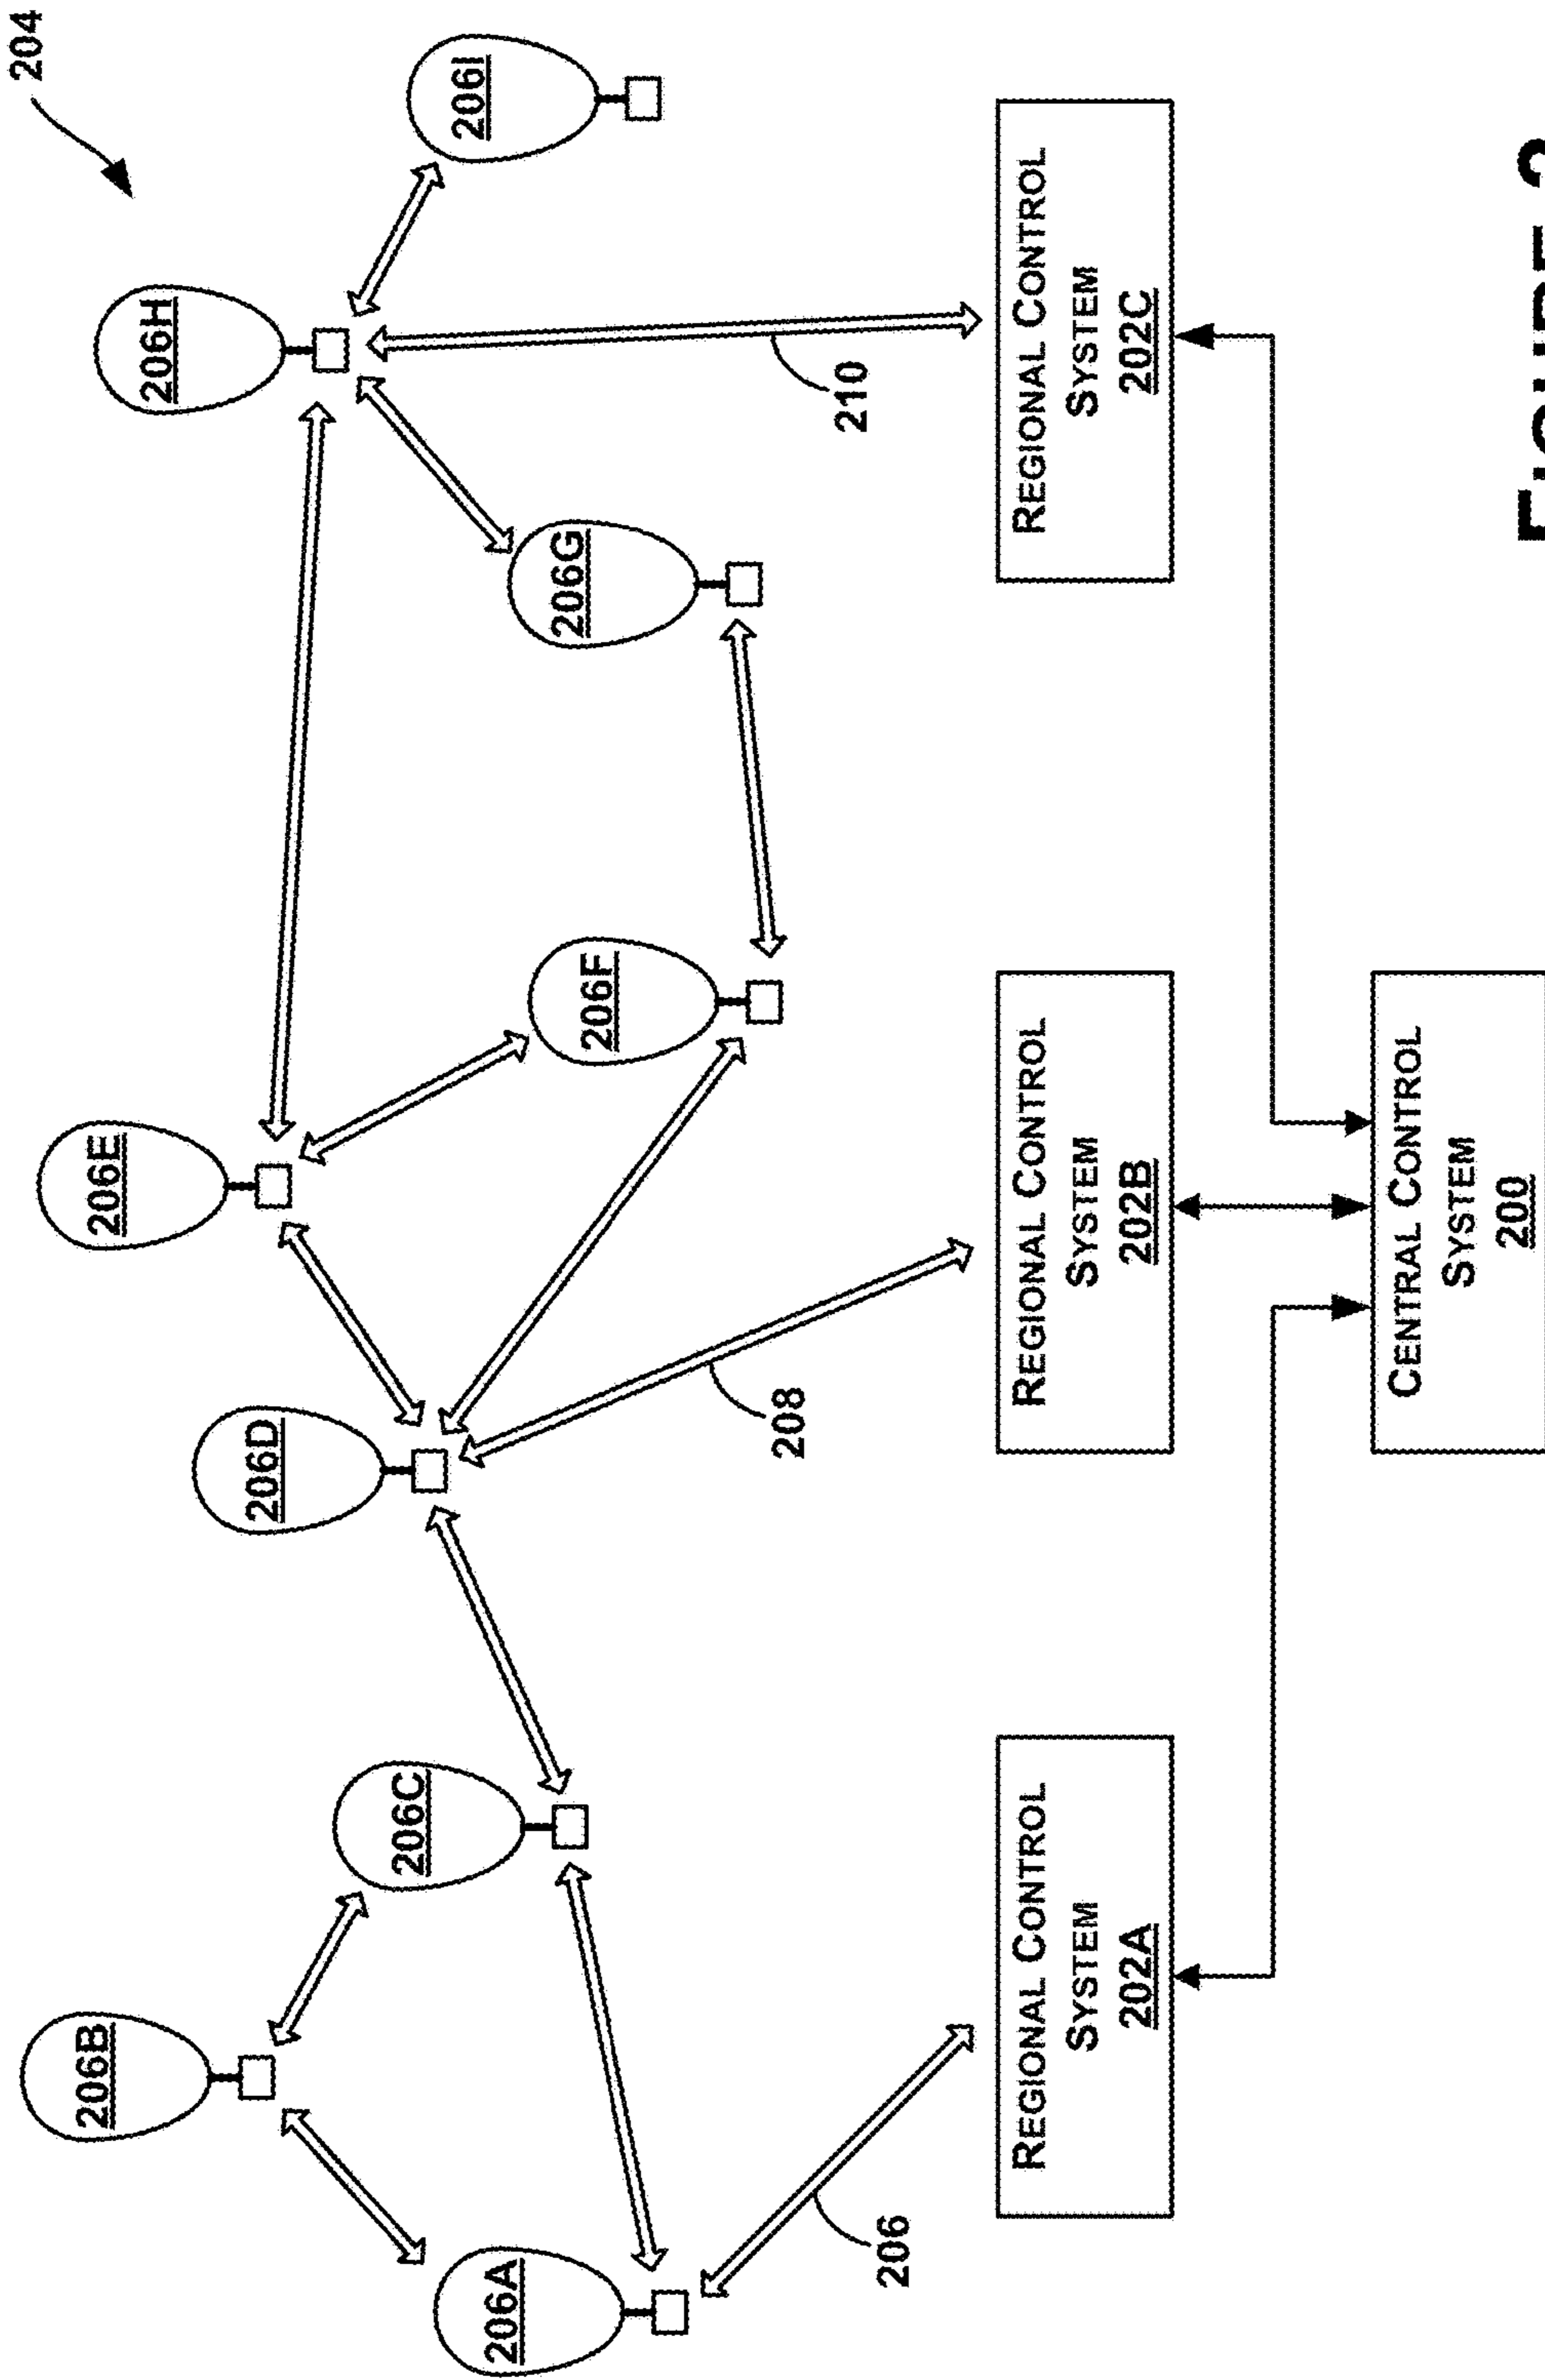 204
206B
206E
206H
206D
206C
206I
206A
206F
206G
206
208
210
REGIONAL CONTROL
SYSTEM
202A
REGIONAL CONTROL
SYSTEM
202B
REGIONAL CONTROL
SYSTEM
202C
CENTRAL CONTROL
SYSTEM
200